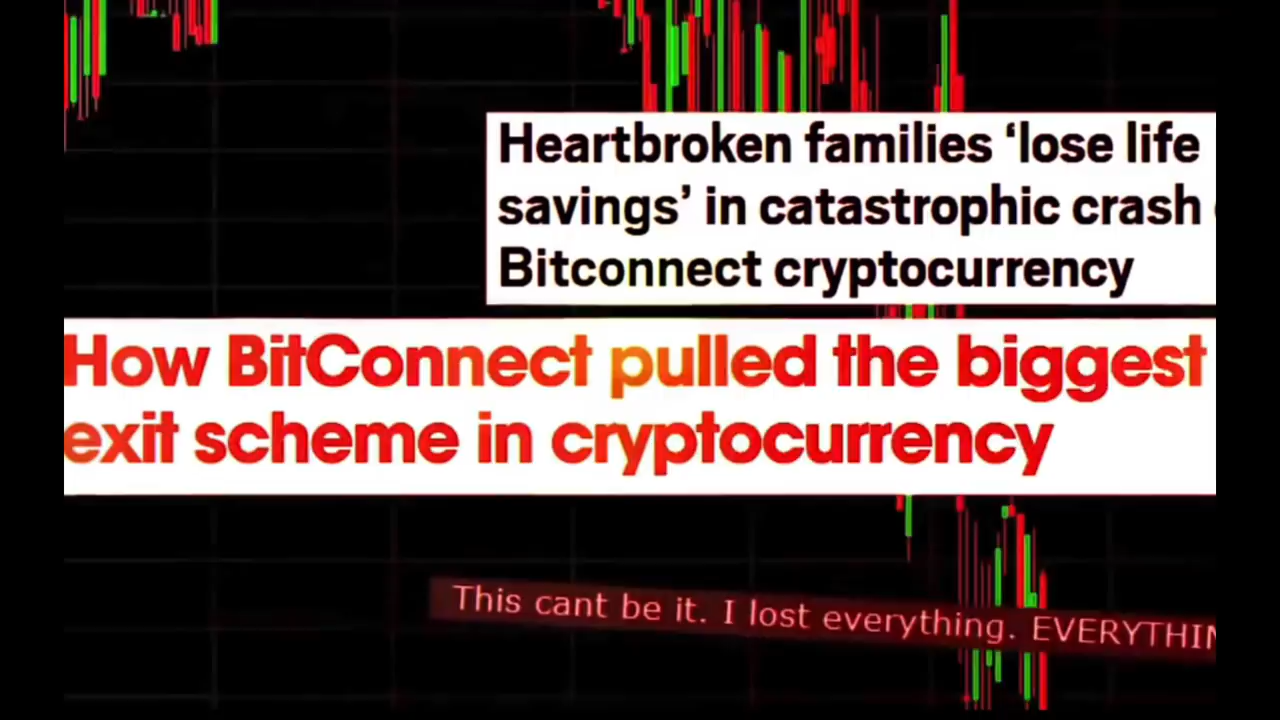 Heartbroken families ‘lose life
savings’ in catastrophic crash
Bitconnect cryptocurrency
How BitConnect pulled the biggest
exit scheme in cryptocurrency
This cant be it. I lost everything.